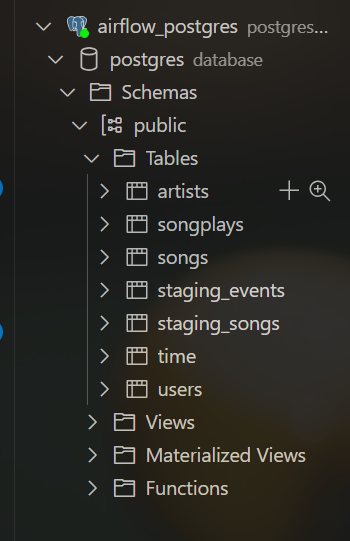 airflow_postgres postgres...
postgres database
Schemas
public
Tables
artists
songplays
songs
staging_events
staging_songs
time
users
Views
Materialized Views
Functions